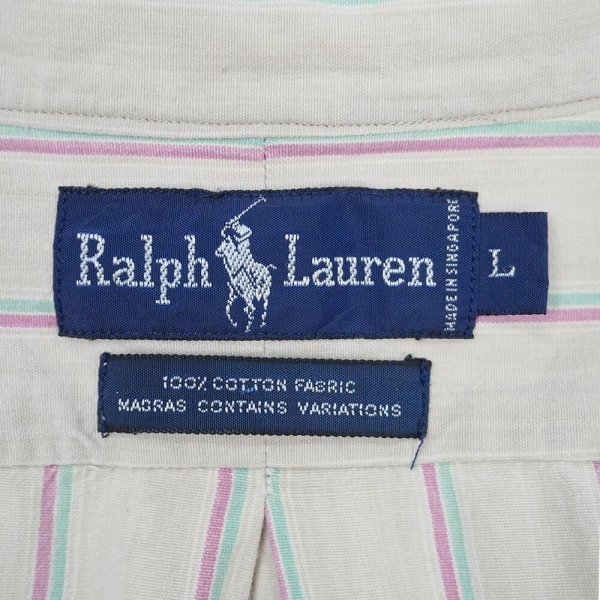 Ralph Lauren
MADE IN SINGAPORE
L
100% COTTON FABRIC
MADRAS CONTAINS VARIATIONS